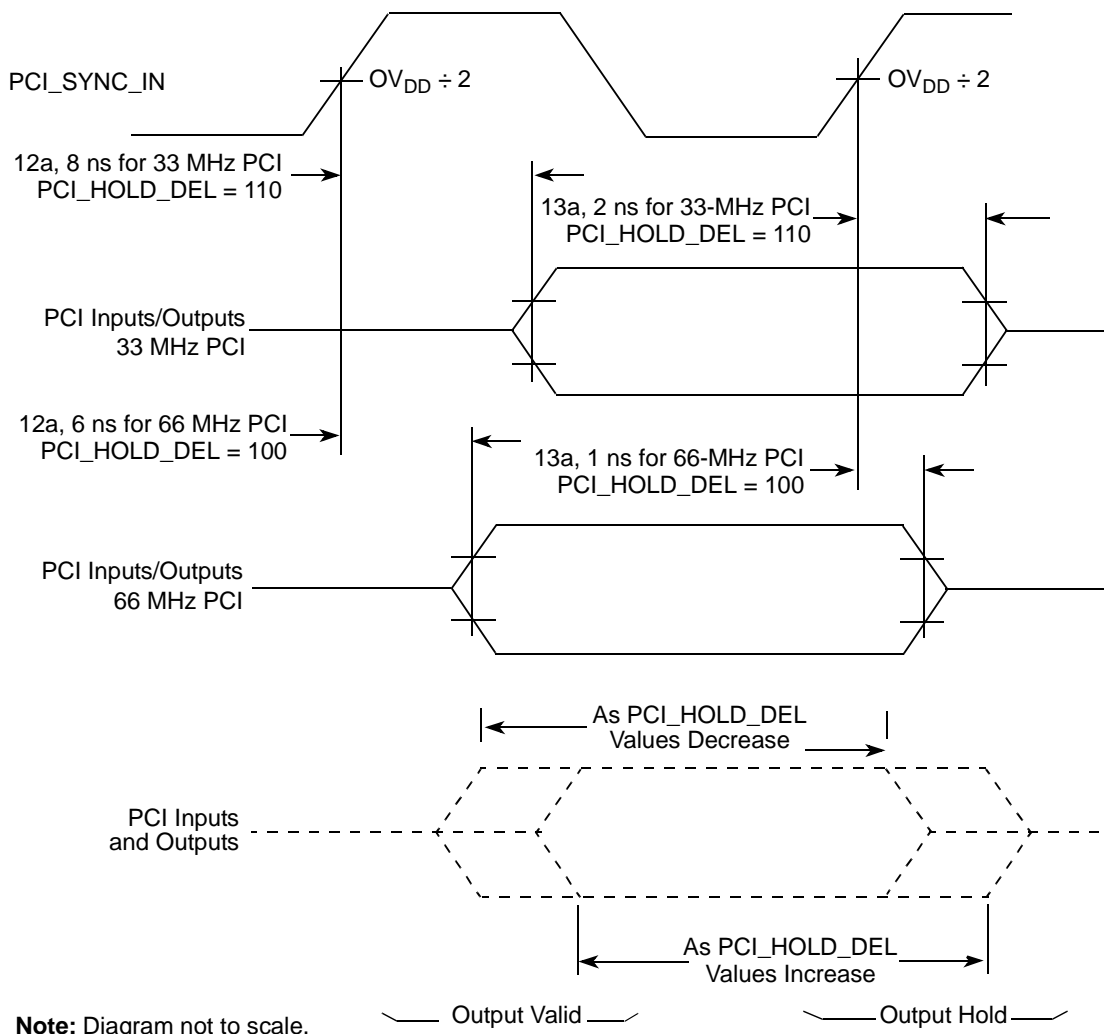 PCI_SYNC_IN
OVDD ÷ 2
OVDD ÷ 2
12a, 8 ns for 33 MHz PCI
PCI_HOLD_DEL = 110
13a, 2 ns for 33-MHz PCI
PCI_HOLD_DEL = 110
PCI Inputs/Outputs
33 MHz PCI
12a, 6 ns for 66 MHz PCI
PCI_HOLD_DEL = 100
13a, 1 ns for 66-MHz PCI
PCI_HOLD_DEL = 100
PCI Inputs/Outputs
66 MHz PCI
As PCI_HOLD_DEL
Values Decrease
PCI Inputs
and Outputs
As PCI_HOLD_DEL
Values Increase
Note: Diagram not to scale.
Output Valid
Output Hold